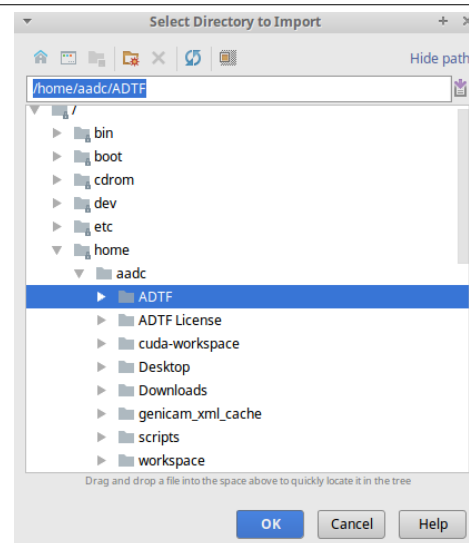 Select Directory to Import
Hide path
/home/aadc/ADTF
/
bin
boot
cdrom
dev
etc
home
aadc
ADTF
ADTF License
cuda-workspace
Desktop
Downloads
genicam_xml_cache
scripts
workspace
Drag and drop a file into the space above to quickly locate it in the tree
OK Cancel Help